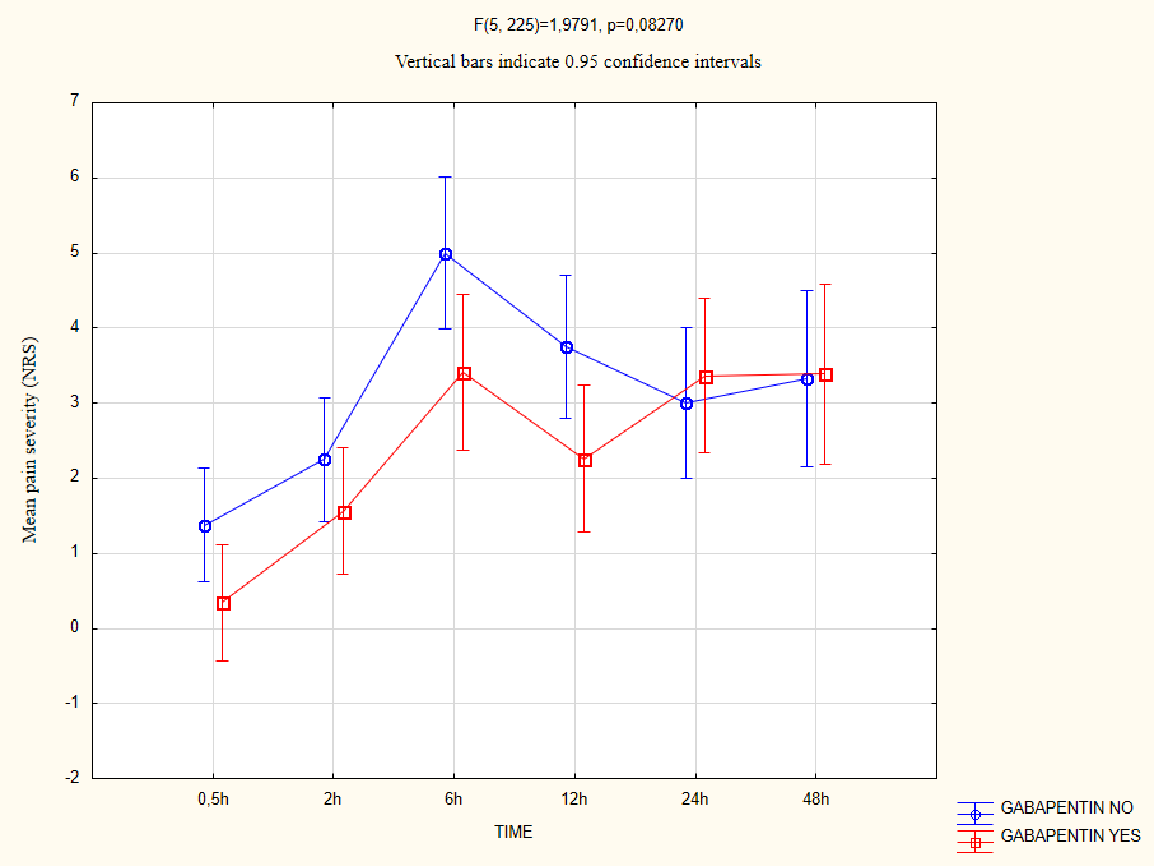 F(5, 225)=1,9791, p=0,08270
Vertical bars indicate 0.95 confidence intervals
7
6
5
4
3
2
1
0
-1
-2
Mean pain severity (NRS)
0,5h 2h 6h 12h 24h 48h
TIME
GABAPENTIN NO
GABAPENTIN YES